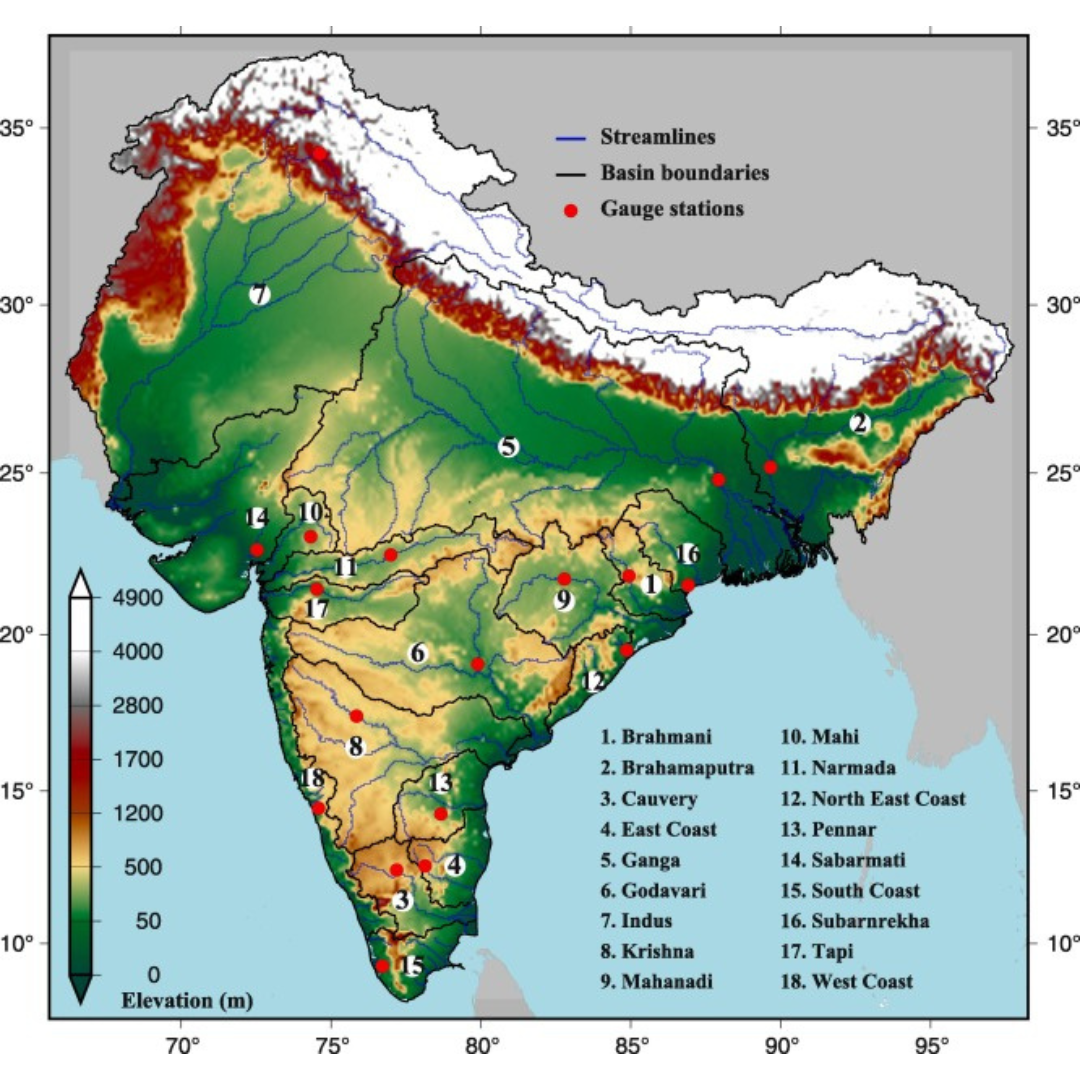 35°
35°
Streamlines
Basin boundaries
Gauge stations
7
30°
30°
2
5
25°
25°
14
10
16
11
1
9
17
4900
20°
20°
6
4000
12
2800
8
1. Brahmani
10. Mahi
1700
2. Brahamaputra
11. Narmada
18
13
15°
15°
3. Cauvery
12. North East Coast
1200
4. East Coast
13. Pennar
500
4
5. Ganga
14. Sabarmati
3
6. Godavari
15. South Coast
50
7. Indus
16. Subarnrekha
10°
10°
8. Krishna
17. Tapi
15
0
9. Mahanadi
18. West Coast
Elevation (m)
70°
75°
80°
85°
90°
95°